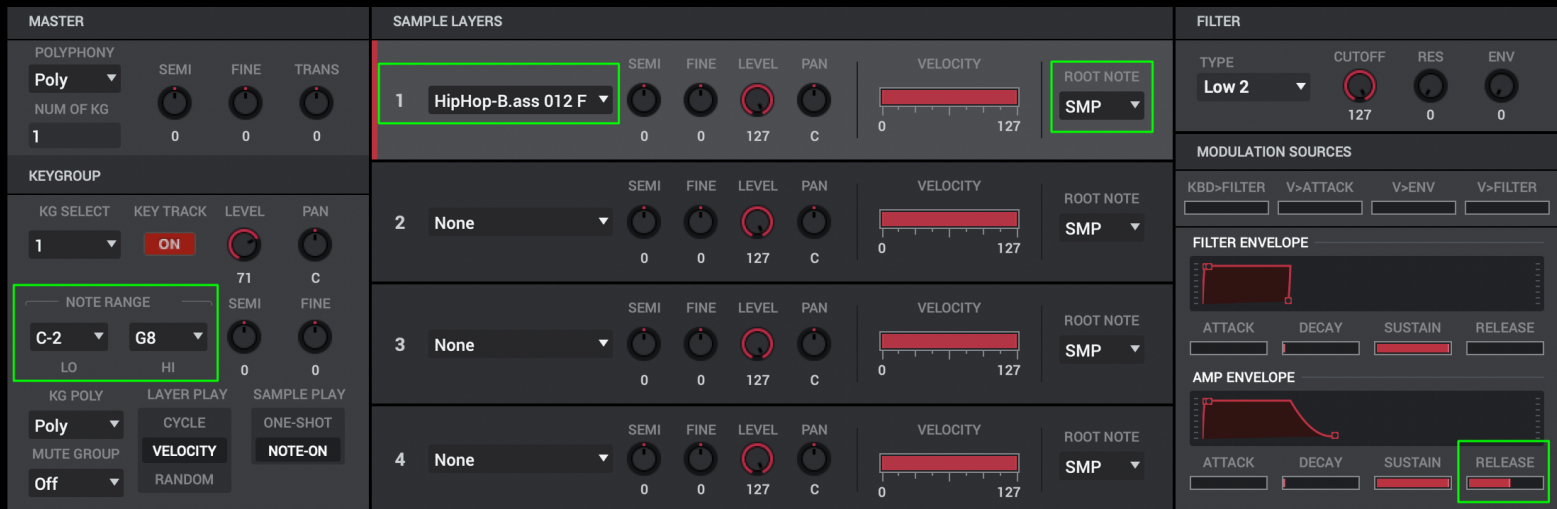 MASTER
POLYPHONY
Poly
SEMI FINE TRANS
NUM OF KG
1
0 0 0
KEYGROUP
KG SELECT KEY TRACK LEVEL PAN
1 ON
71 C
NOTE RANGE SEMI FINE
C-2 G8
LO HI 0 0
KG POLY LAYER PLAY SAMPLE PLAY
Poly CYCLE ONE-SHOT
MUTE GROUP VELOCITY NOTE-ON
Off RANDOM
SAMPLE LAYERS
SEMI FINE LEVEL PAN VELOCITY ROOT NOTE
1 HipHop-B.ass 012 F SMP
0 0 127 C 0 127
SEMI FINE LEVEL PAN VELOCITY ROOT NOTE
2 None SMP
0 0 127 C 0 127
SEMI FINE LEVEL PAN VELOCITY ROOT NOTE
3 None SMP
0 0 127 C 0 127
SEMI FINE LEVEL PAN VELOCITY ROOT NOTE
4 None SMP
0 0 127 C 0 127
FILTER
TYPE CUTOFF RES ENV
Low 2
127 0 0
MODULATION SOURCES
KBD>FILTER V>ATTACK V>ENV V>FILTER
FILTER ENVELOPE
ATTACK DECAY SUSTAIN RELEASE
AMP ENVELOPE
ATTACK DECAY SUSTAIN RELEASE